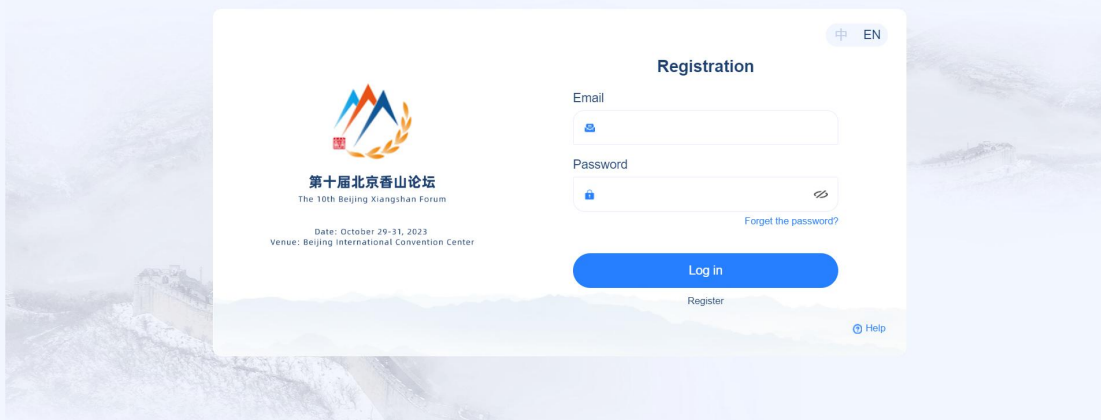 中 EN
Registration
Email
Password
Forget the password?
Log in
Register
Help
第十届北京香山论坛
The 10th Beijing Xiangshan Forum
Date: October 29-31, 2023
Venue: Beijing International Convention Center